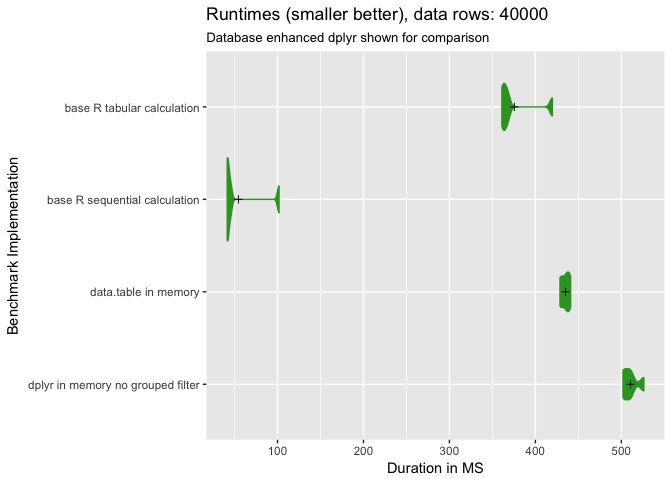 Runtimes (smaller better), data rows: 40000
Database enhanced dplyr shown for comparison
Benchmark Implementation
base R tabular calculation
base R sequential calculation
data.table in memory
dplyr in memory no grouped filter
100 200 300 400 500
Duration in MS